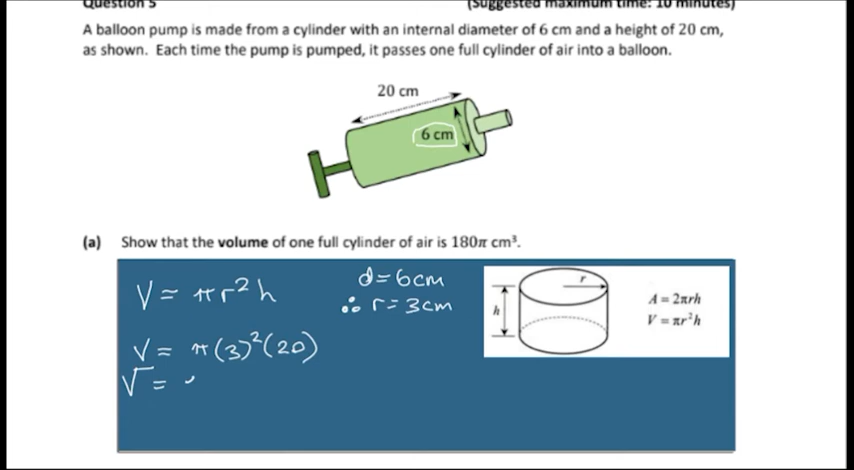 Question 5 (Suggested maximum time: 10 minutes)
A balloon pump is made from a cylinder with an internal diameter of 6 cm and a height of 20 cm,
as shown. Each time the pump is pumped, it passes one full cylinder of air into a balloon.
20 cm
6 cm
(a) Show that the volume of one full cylinder of air is 180π cm³.
V = πr²h
d=6cm
∴ r=3cm
V = π(3)²(20)
V =
r
h
A = 2πrh
V = πr²h